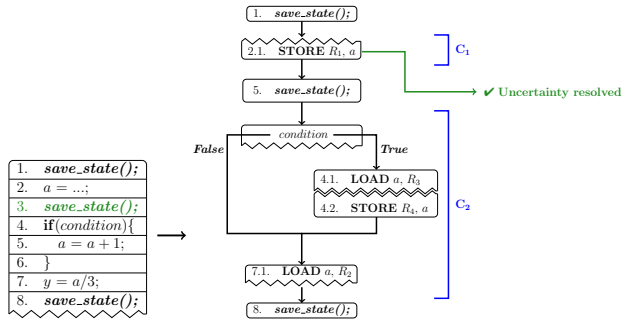 1. save_state();
2. a = ...;
3. save_state();
4. if(condition){
5. a = a + 1;
6. }
7. y = a/3;
8. save_state();
1. save_state();
2.1. STORE R1, a
C1
✔ Uncertainty resolved
5. save_state();
condition
False
True
4.1. LOAD a, R3
4.2. STORE R4, a
C2
7.1. LOAD a, R2
8. save_state();